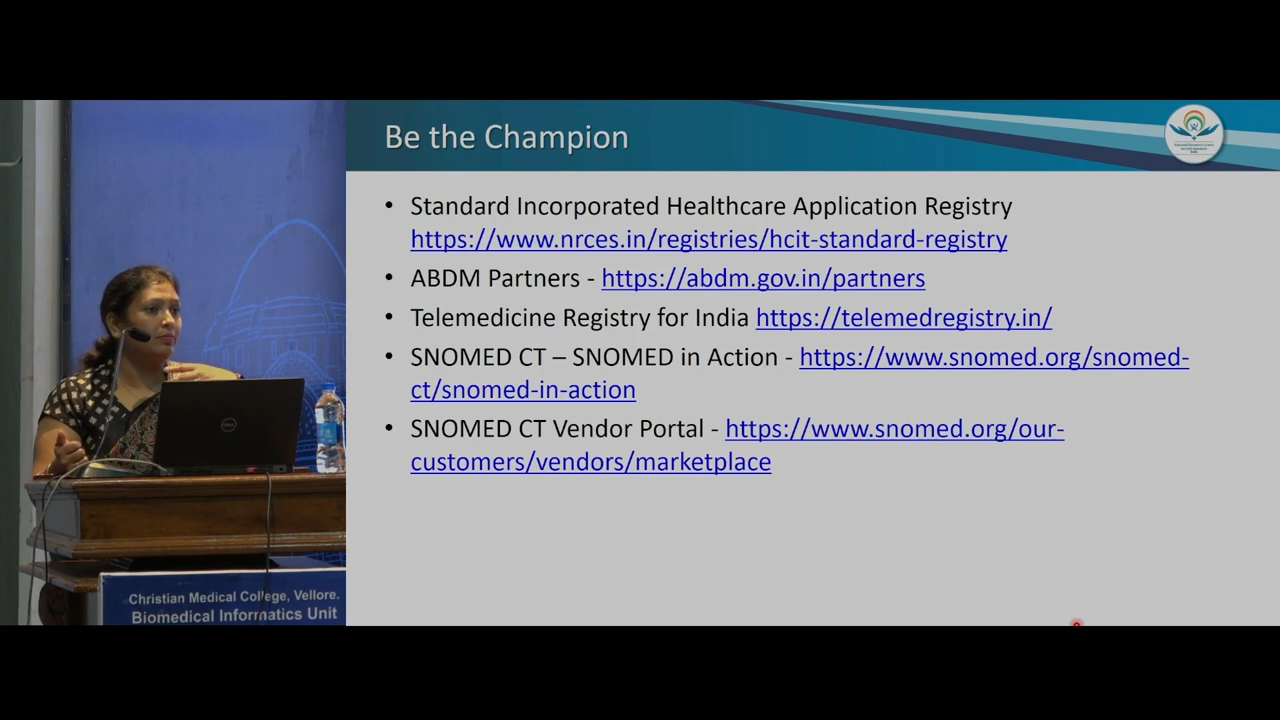 Be the Champion
• Standard Incorporated Healthcare Application Registry
https://www.nrces.in/registries/hcit-standard-registry
• ABDM Partners - https://abdm.gov.in/partners
• Telemedicine Registry for India https://telemedregistry.in/
• SNOMED CT – SNOMED in Action - https://www.snomed.org/snomed-
ct/snomed-in-action
• SNOMED CT Vendor Portal - https://www.snomed.org/our-
customers/vendors/marketplace
DELL
Christian Medical College, Vellore.
Biomedical Informatics Unit